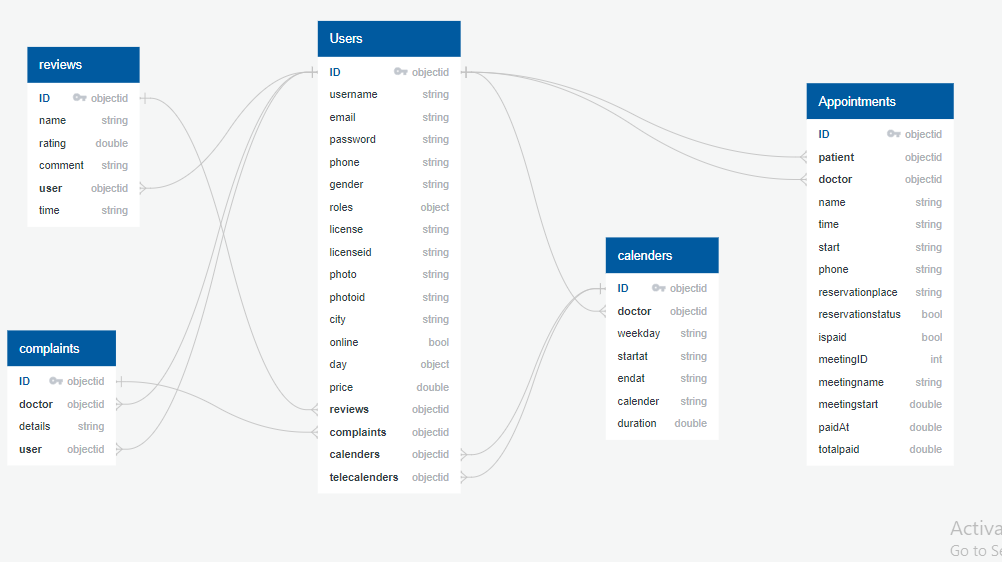 reviews
ID objectid
name string
rating double
comment string
user objectid
time string
complaints
ID objectid
doctor objectid
details string
user objectid
Users
ID objectid
username string
email string
password string
phone string
gender string
roles object
license string
licenseid string
photo string
photoid string
city string
online bool
day object
price double
reviews objectid
complaints objectid
calenders objectid
telecalenders objectid
calenders
ID objectid
doctor objectid
weekday string
startat string
endat string
calender string
duration double
Appointments
ID objectid
patient objectid
doctor objectid
name string
time string
start string
phone string
reservationplace string
reservationstatus bool
ispaid bool
meetingID int
meetingname string
meetingstart double
paidAt double
totalpaid double
Activa
Go to Se